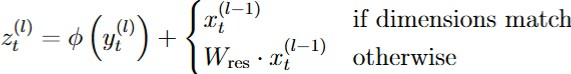 z_t^{(l)} = ϕ(y_t^{(l)}) + { x_t^{(l−1)} if dimensions match
W_res · x_t^{(l−1)} otherwise